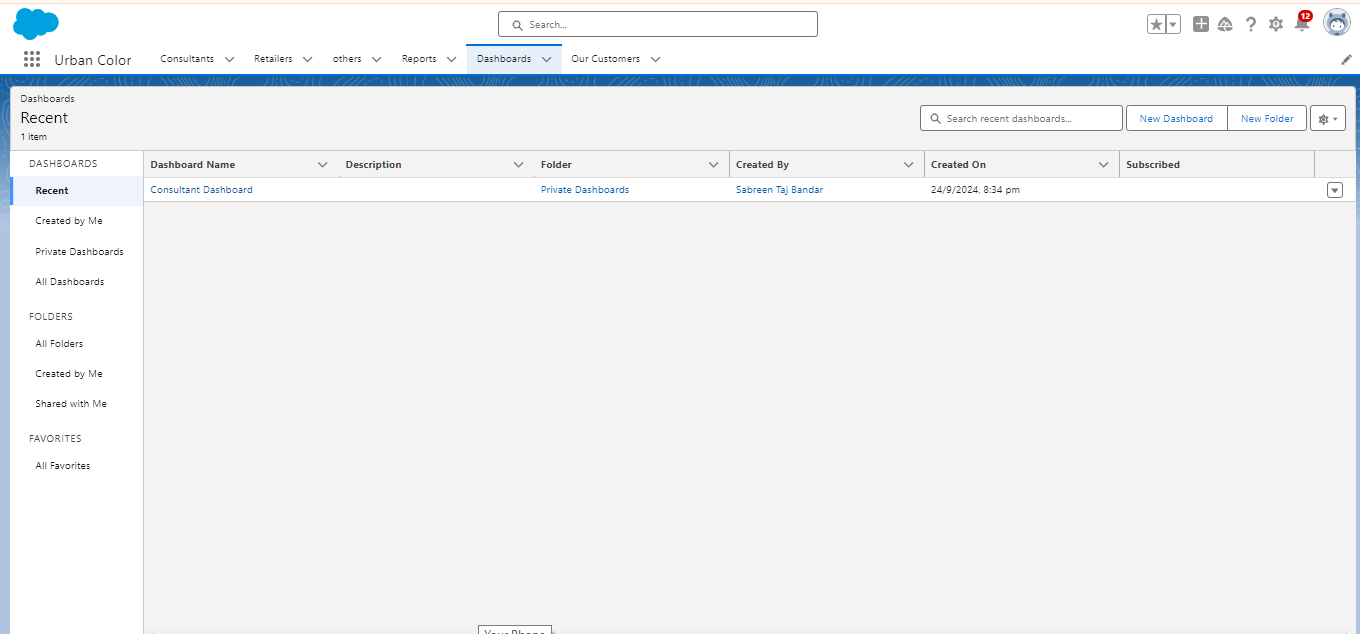 Search...
12
Urban Color
Consultants
Retailers
others
Reports
Dashboards
Our Customers
Dashboards
Recent
1 item
Search recent dashboards...
New Dashboard
New Folder
DASHBOARDS
Recent
Created by Me
Private Dashboards
All Dashboards
FOLDERS
All Folders
Created by Me
Shared with Me
FAVORITES
All Favorites
Dashboard Name Description Folder Created By Created On Subscribed
Consultant Dashboard Private Dashboards Sabreen Taj Bandar 24/9/2024, 8:34 pm
Your Phone